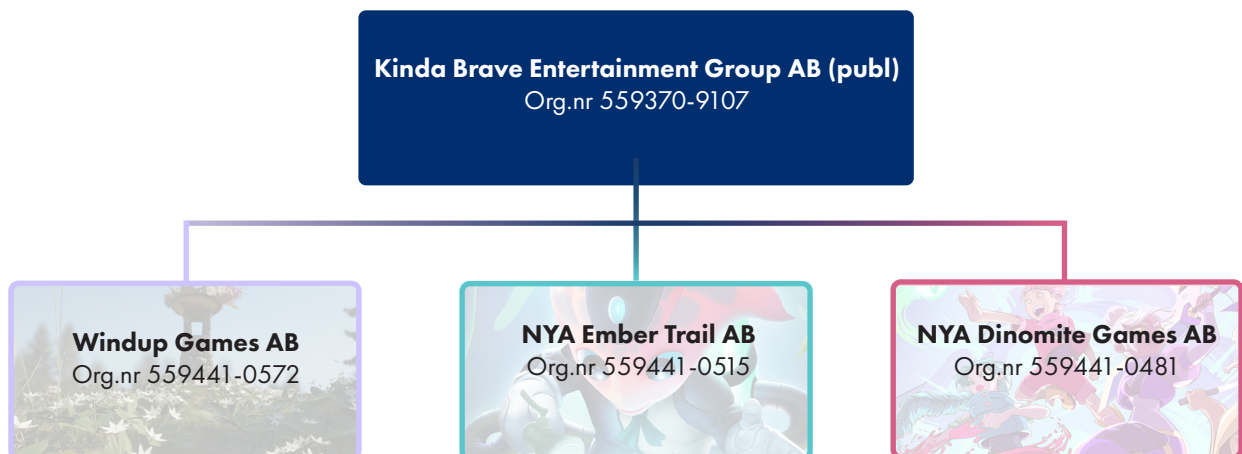 Kinda Brave Entertainment Group AB (publ)
Org.nr 559370-9107
Windup Games AB
Org.nr 559441-0572
NYA Ember Trail AB
Org.nr 559441-0515
NYA Dinomite Games AB
Org.nr 559441-0481